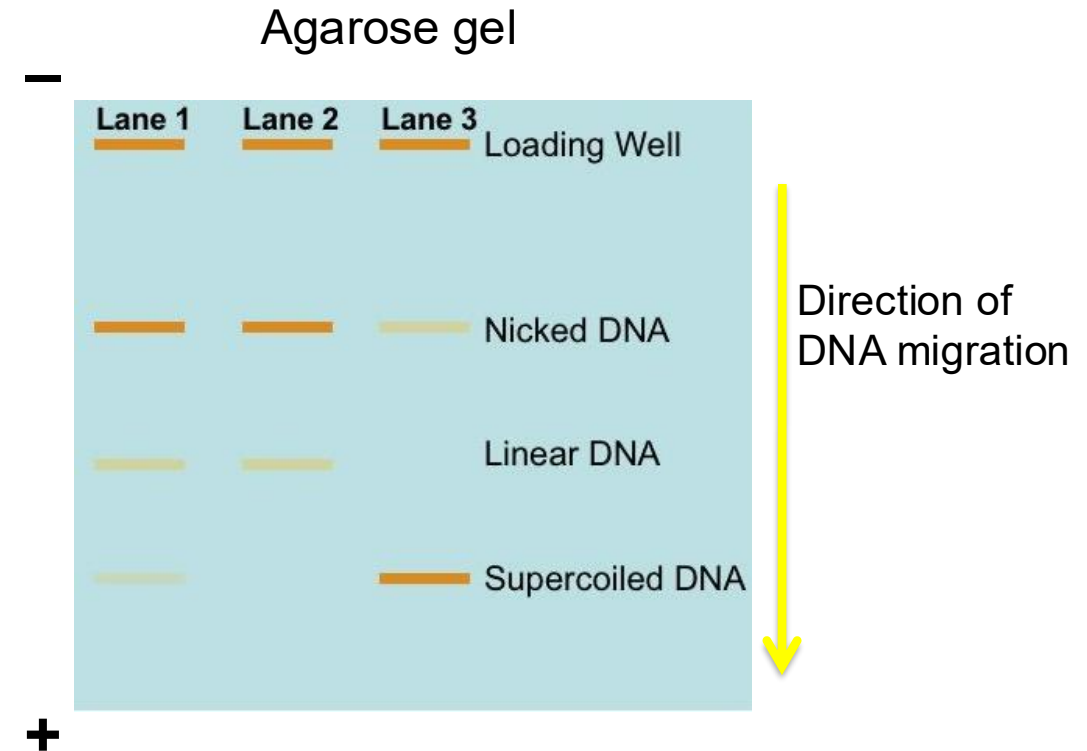 Agarose gel
–
Lane 1 Lane 2 Lane 3
Loading Well
Nicked DNA
Direction of
DNA migration
Linear DNA
Supercoiled DNA
+